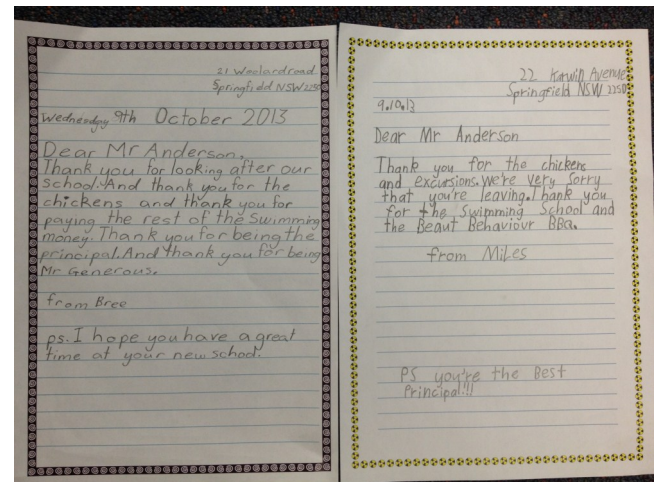 21 Woolard road
Springfield NSW 2250
Wednesday 9th October 2013
Dear Mr Anderson,
Thank you for looking after our
school. And thank you for the
chickens and thank you for
paying the rest of the Swimming
money. Thank you for being the
principal. And thank you for being
Mr Generous.
from Bree
ps. I hope you have a great
time at your new school.
22 Avenue
Springfield NSW 2250
9.10.13
Dear Mr Anderson
Thank you for the chickens
and excursions. We're very Sorry
that you're leaving. Thank you
for the Swimming School and
the Beaut Behaviour BBQ.
from Miles
PS you're the Best
Principal!!!